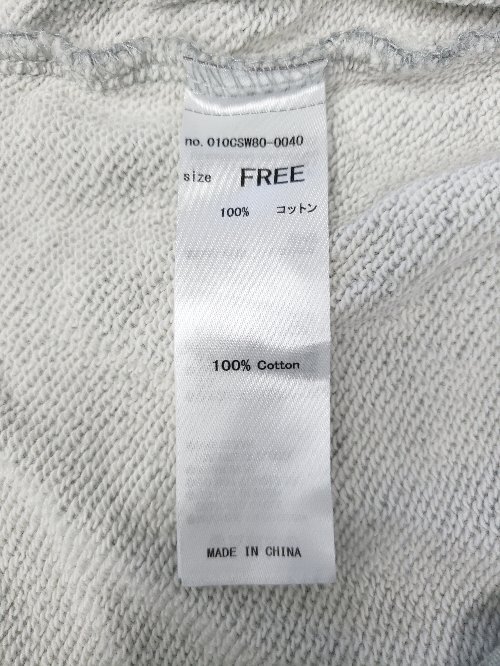 no. 010CSW80-0040
size FREE
100% コットン
100% Cotton
MADE IN CHINA